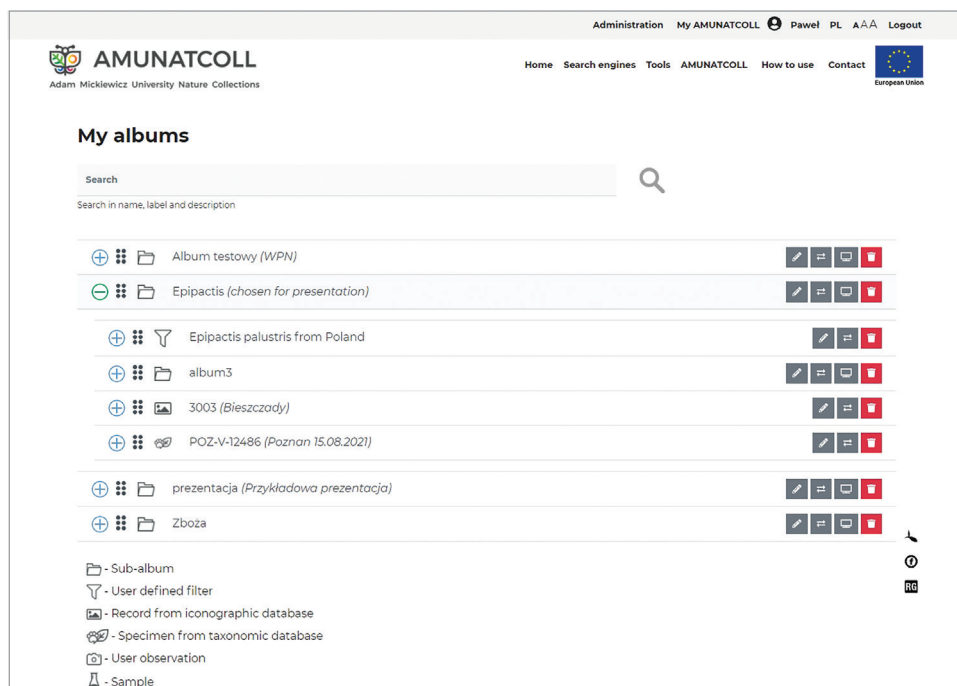 Administration My AMUNATCOLL Paweł PL AAA Logout
AMUNATCOLL
Adam Mickiewicz University Nature Collections
Home Search engines Tools AMUNATCOLL How to use Contact
European Union
My albums
Search
Search in name, label and description
Album testowy (WPN)
Epipactis (chosen for presentation)
Epipactis palustris from Poland
album3
3003 (Bieszczady)
POZ-V-12486 (Poznan 15.08.2021)
prezentacja (Przykładowa prezentacja)
Zboża
RG
- Sub-album
- User defined filter
- Record from iconographic database
- Specimen from taxonomic database
- User observation
- Sample